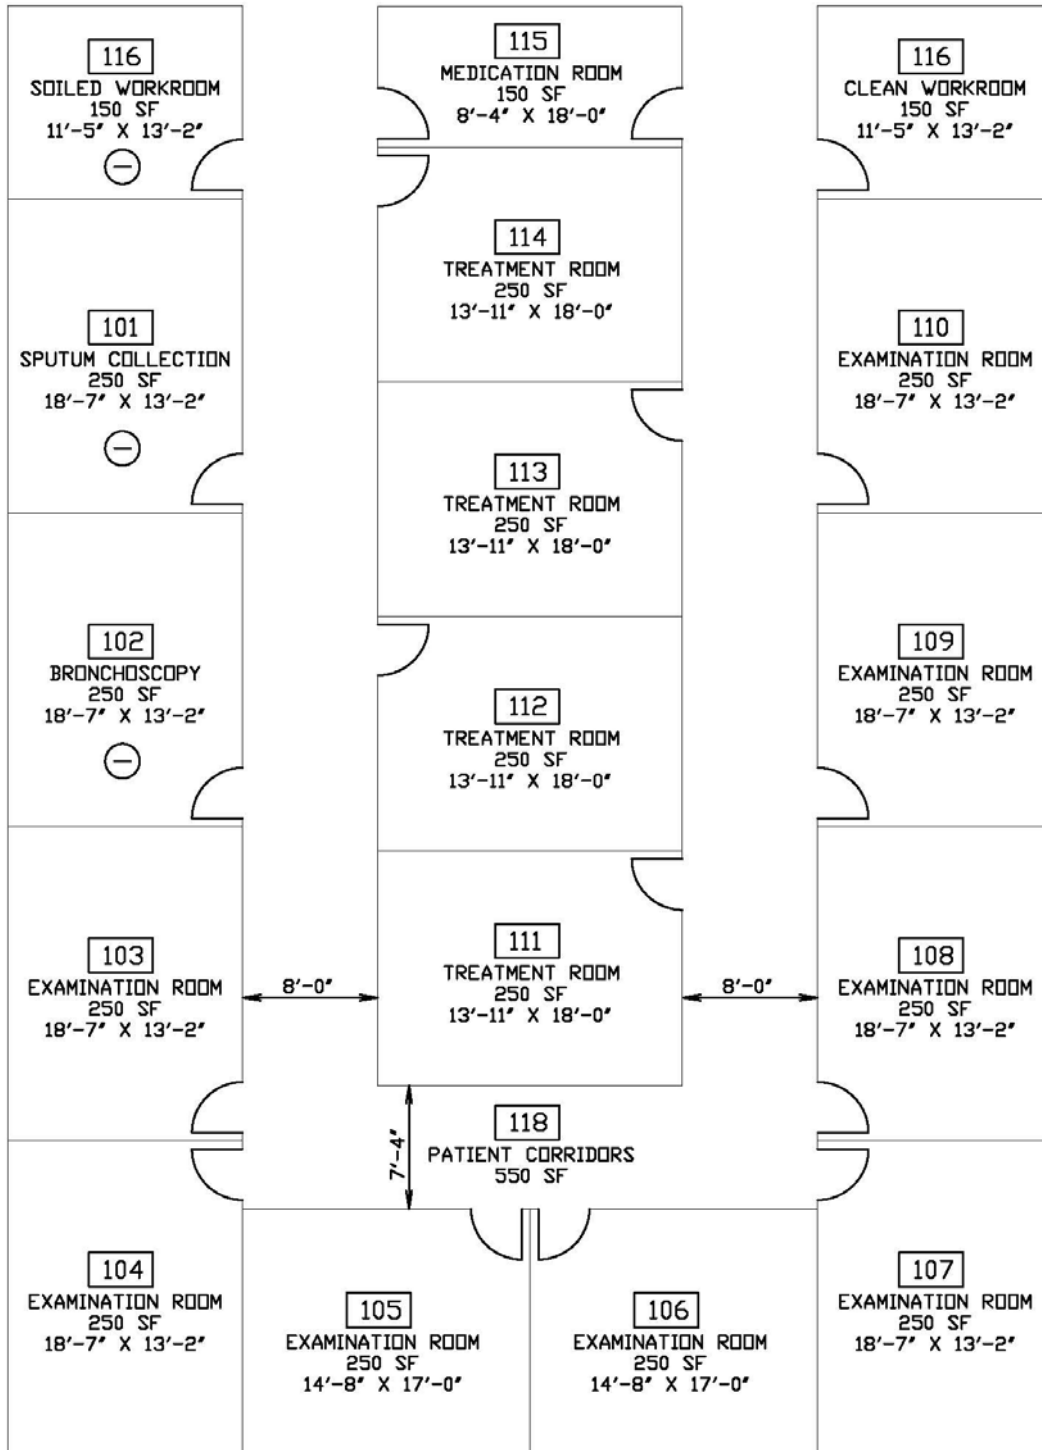 116
SOILED WORKROOM
150 SF
11'-5" X 13'-2"
115
MEDICATION ROOM
150 SF
8'-4" X 18'-0"
116
CLEAN WORKROOM
150 SF
11'-5" X 13'-2"
114
TREATMENT ROOM
250 SF
13'-11" X 18'-0"
101
SPUTUM COLLECTION
250 SF
18'-7" X 13'-2"
110
EXAMINATION ROOM
250 SF
18'-7" X 13'-2"
113
TREATMENT ROOM
250 SF
13'-11" X 18'-0"
102
BRONCHOSCOPY
250 SF
18'-7" X 13'-2"
109
EXAMINATION ROOM
250 SF
18'-7" X 13'-2"
112
TREATMENT ROOM
250 SF
13'-11" X 18'-0"
103
EXAMINATION ROOM
250 SF
18'-7" X 13'-2"
8'-0"
111
TREATMENT ROOM
250 SF
13'-11" X 18'-0"
8'-0"
108
EXAMINATION ROOM
250 SF
18'-7" X 13'-2"
7'-4"
118
PATIENT CORRIDORS
550 SF
104
EXAMINATION ROOM
250 SF
18'-7" X 13'-2"
105
EXAMINATION ROOM
250 SF
14'-8" X 17'-0"
106
EXAMINATION ROOM
250 SF
14'-8" X 17'-0"
107
EXAMINATION ROOM
250 SF
18'-7" X 13'-2"